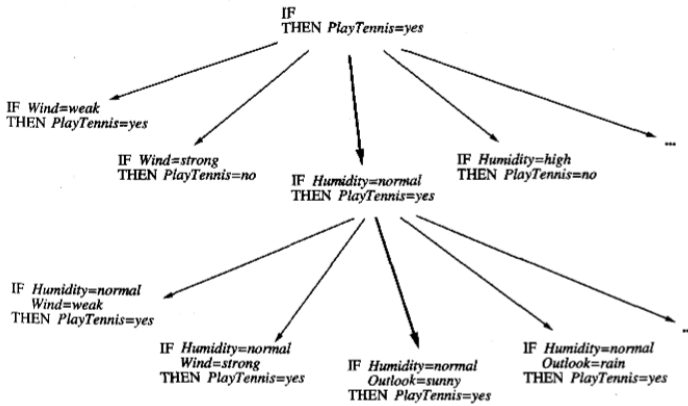 IF
THEN PlayTennis=yes
IF Wind=weak
THEN PlayTennis=yes
IF Wind=strong
THEN PlayTennis=no
IF Humidity=normal
THEN PlayTennis=yes
IF Humidity=high
THEN PlayTennis=no
...
IF Humidity=normal
Wind=weak
THEN PlayTennis=yes
IF Humidity=normal
Wind=strong
THEN PlayTennis=yes
IF Humidity=normal
Outlook=sunny
THEN PlayTennis=yes
IF Humidity=normal
Outlook=rain
THEN PlayTennis=yes
...